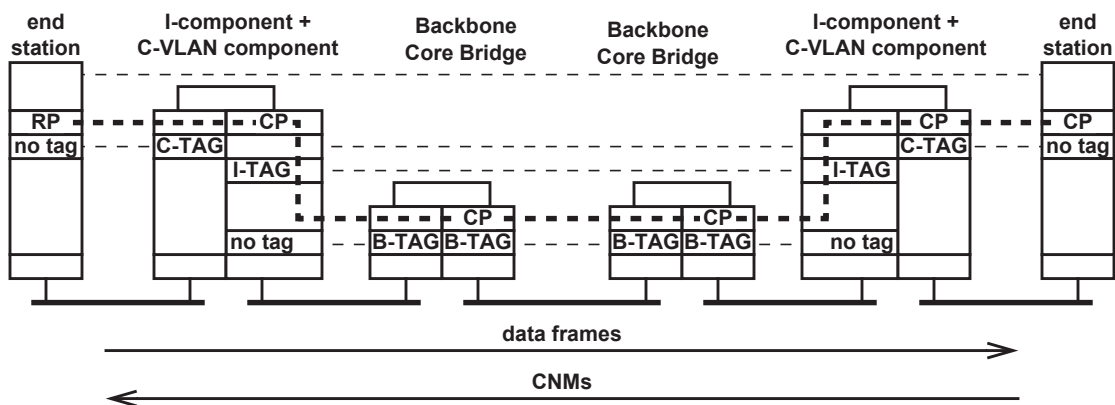 end
station
I-component +
C-VLAN component
Backbone
Core Bridge
Backbone
Core Bridge
I-component +
C-VLAN component
end
station
RP
CP
CP
CP
no tag
C-TAG
C-TAG
no tag
I-TAG
I-TAG
CP
CP
no tag
B-TAG
B-TAG
B-TAG
B-TAG
no tag
data frames
CNMs